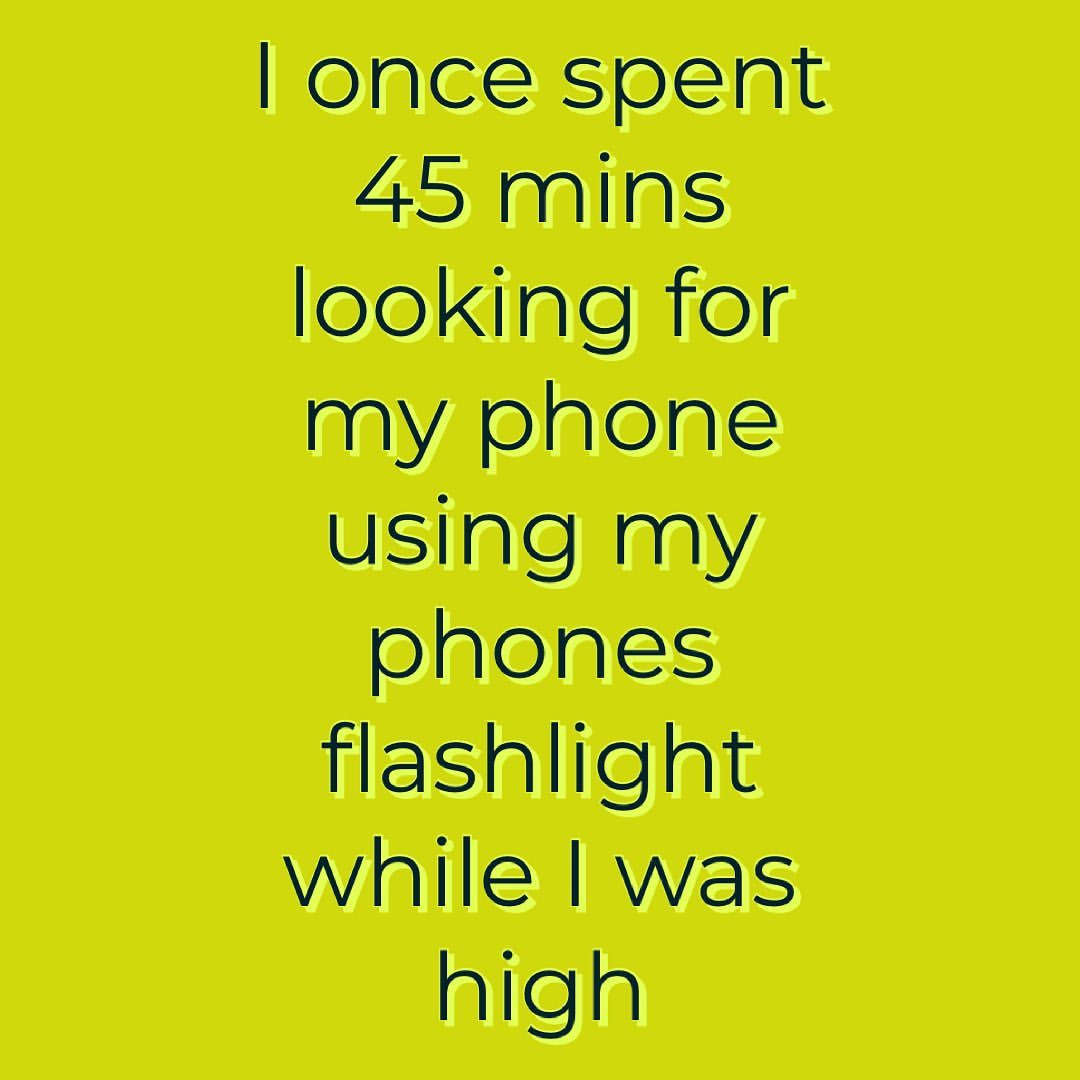 I once spent
45 mins
looking for
my phone
using my
phones
flashlight
while I was
high